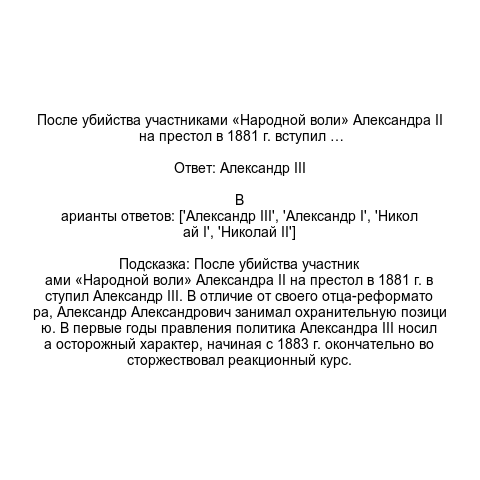 После убийства участниками «Народной воли» Александра II
на престол в 1881 г. вступил …
Ответ: Александр III
В
арианты ответов: ['Александр III', 'Александр I', 'Никол
ай I', 'Николай II']
Подсказка: После убийства участник
ами «Народной воли» Александра II на престол в 1881 г. в
ступил Александр III. В отличие от своего отца-реформато
ра, Александр Александрович занимал охранительную позици
ю. В первые годы правления политика Александра III носил
а осторожный характер, начиная с 1883 г. окончательно во
сторжествовал реакционный курс.